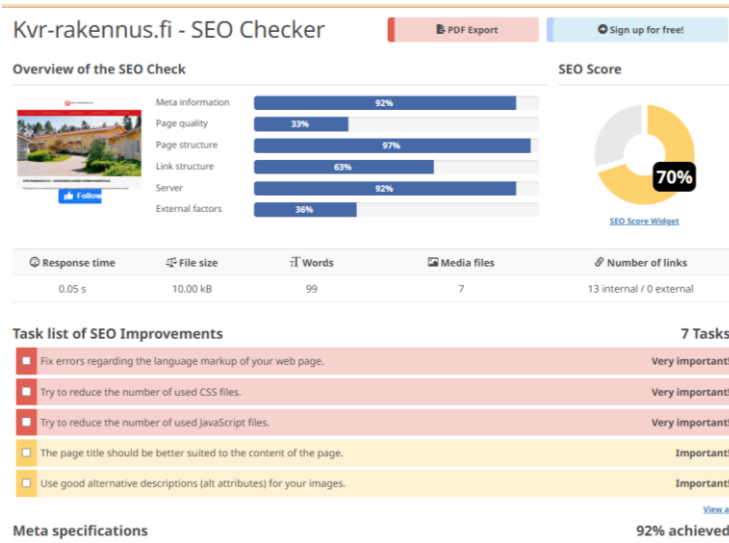 Kvr-rakennus.fi - SEO Checker
PDF Export
Sign up for free!
Overview of the SEO Check
SEO Score
Meta information 92%
Page quality 33%
Page structure 97%
Link structure 63%
Server 92%
External factors 36%
Follow
70%
SEO Score Widget
Response time File size Words Media files Number of links
0.05 s 10.00 kB 99 7 13 internal / 0 external
Task list of SEO Improvements 7 Tasks
Fix errors regarding the language markup of your web page. Very important!
Try to reduce the number of used CSS files. Very important!
Try to reduce the number of used JavaScript files. Very important!
The page title should be better suited to the content of the page. Important!
Use good alternative descriptions (alt attributes) for your images. Important!
View a
Meta specifications 92% achieved